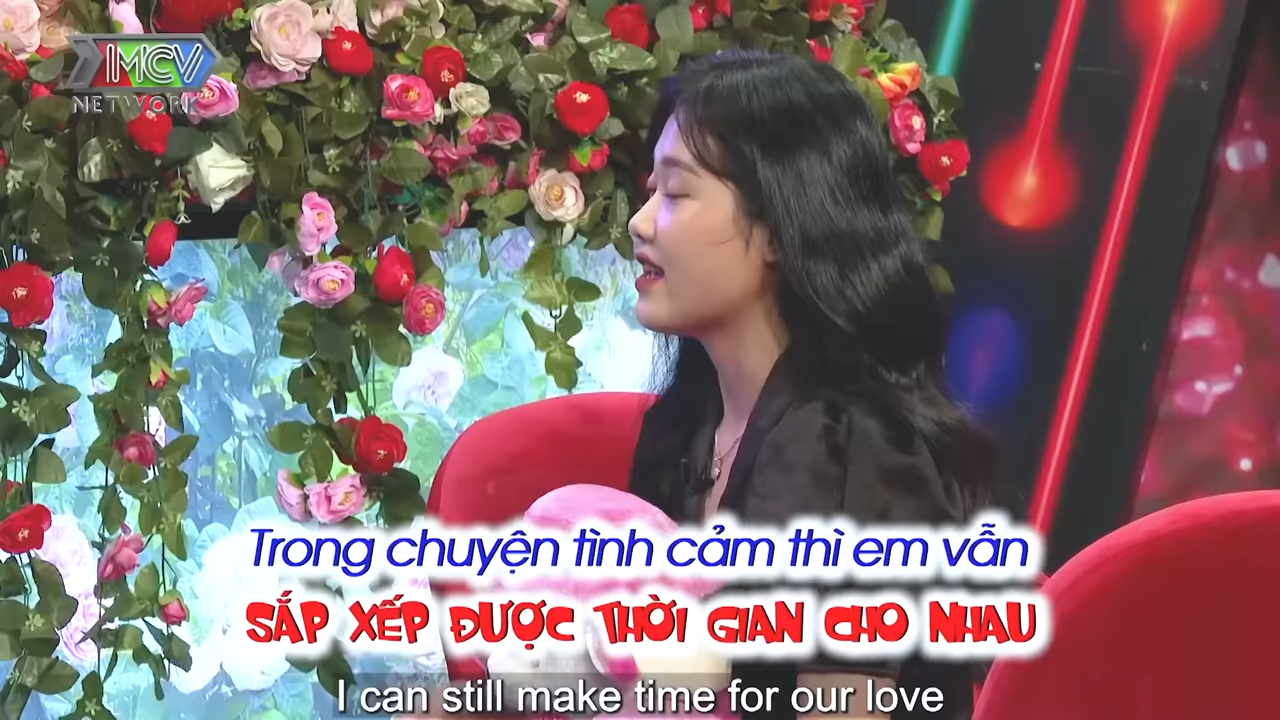 MCV
NETWORK
Trong chuyện tình cảm thì em vẫn
SẮP XẾP ĐƯỢC THỜI GIAN CHO NHAU
I can still make time for our love